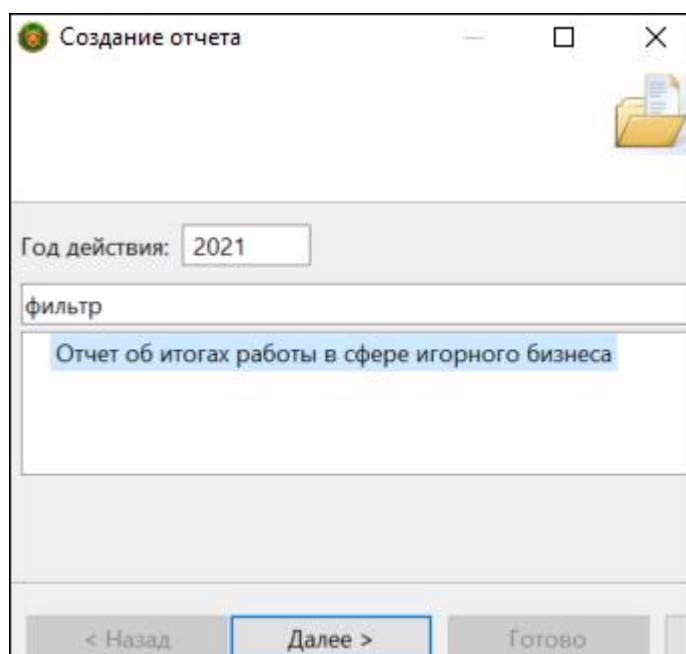 Создание отчета
Год действия: 2021
фильтр
Отчет об итогах работы в сфере игорного бизнеса
< Назад Далее > Готово